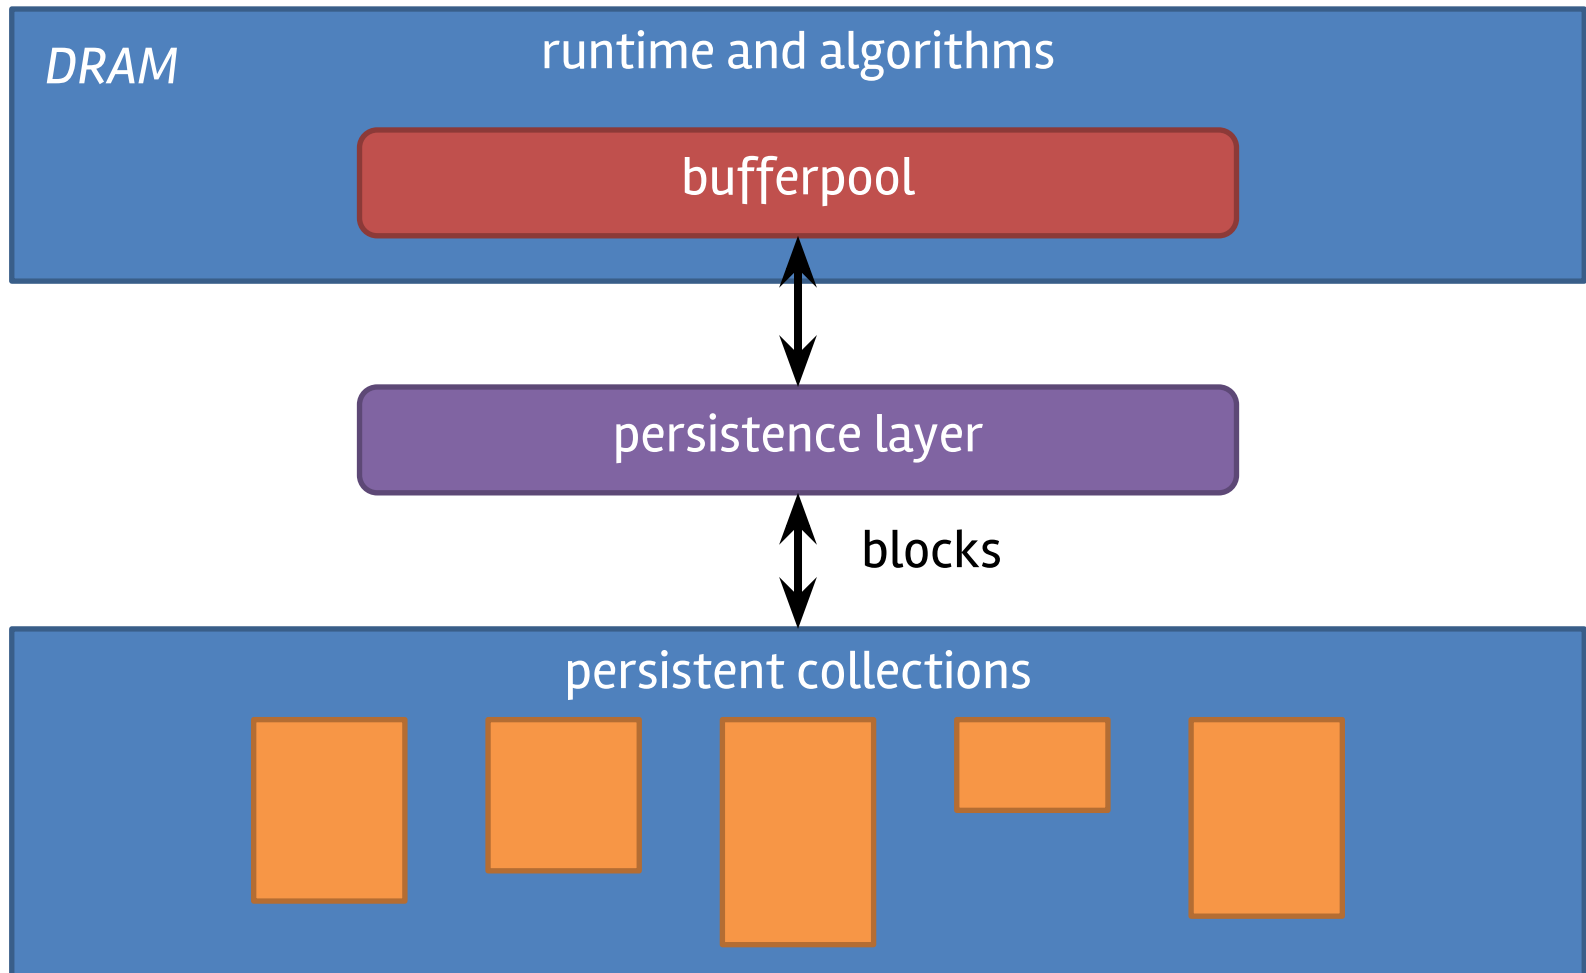 DRAM
runtime and algorithms
bufferpool
persistence layer
blocks
persistent collections